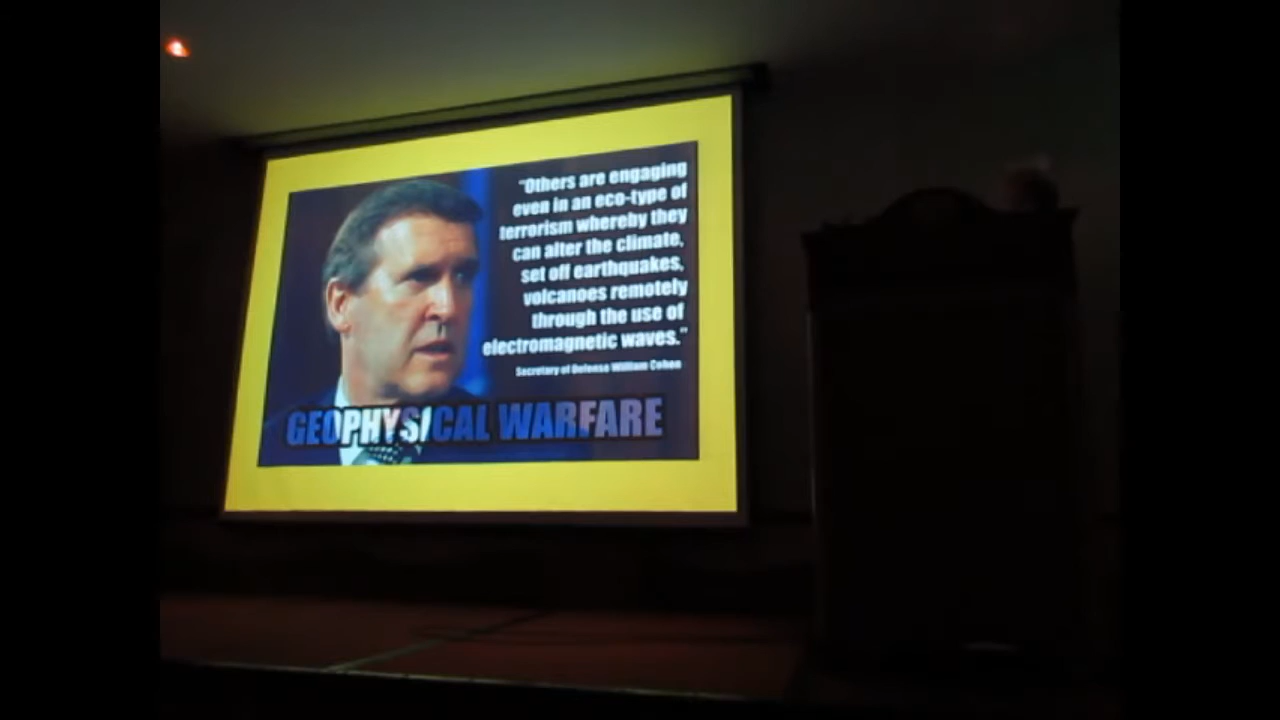 "Others are engaging
even in an eco-type of
terrorism whereby they
can alter the climate,
set off earthquakes,
volcanoes remotely
through the use of
electromagnetic waves."
Secretary of Defense William Cohen
GEOPHYSICAL WARFARE